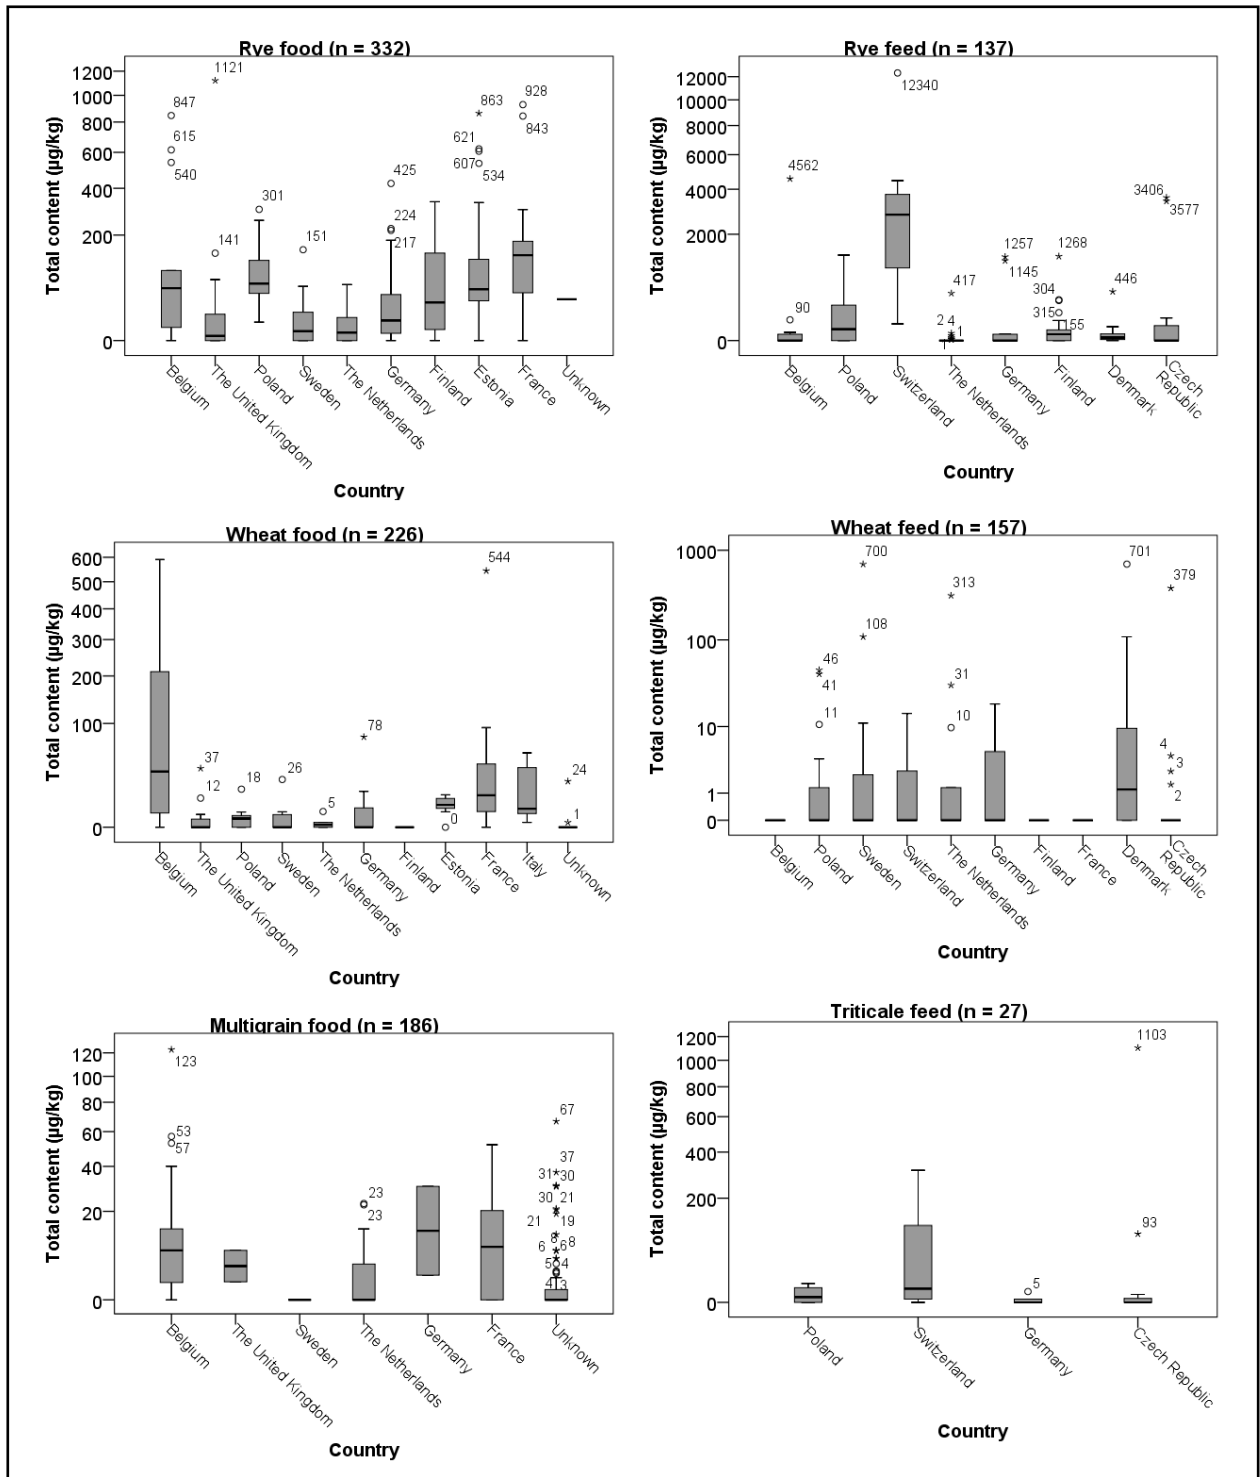 Rye food (n = 332)
Total content (µg/kg)
1200
1000
800
600
400
200
0
847
615
540
1121
141
301
151
425
224
217
863
621
607
534
928
843
Belgium
The United Kingdom
Poland
Sweden
The Netherlands
Germany
Finland
Estonia
France
Unknown
Country
Rye feed (n = 137)
Total content (µg/kg)
12000
10000
8000
6000
4000
2000
0
4562
90
12340
417
2 4
1
1
1257
1145
1268
304
315
155
446
3406
3577
Belgium
Poland
Switzerland
The Netherlands
Germany
Finland
Denmark
Czech
Republic
Country
Wheat food (n = 226)
Total content (µg/kg)
600
500
400
300
200
100
0
37
12
18
26
5
78
0
544
24
1
Belgium
The United Kingdom
Poland
Sweden
The Netherlands
Germany
Finland
Estonia
France
Italy
Unknown
Country
Wheat feed (n = 157)
Total content (µg/kg)
1000
100
10
1
0
46
41
11
700
108
313
31
10
701
379
4
3
2
Belgium
Poland
Sweden
Switzerland
The Netherlands
Germany
Finland
France
Denmark
Czech
Republic
Country
Multigrain food (n = 186)
Total content (µg/kg)
120
100
80
60
40
20
0
123
53
57
23
23
67
37
31 30
30 21
21 19
8
6 68
5 4
4 3
Belgium
The United Kingdom
Sweden
The Netherlands
Germany
France
Unknown
Country
Triticale feed (n = 27)
Total content (µg/kg)
1200
1000
800
600
400
200
0
5
1103
93
Poland
Switzerland
Germany
Czech Republic
Country